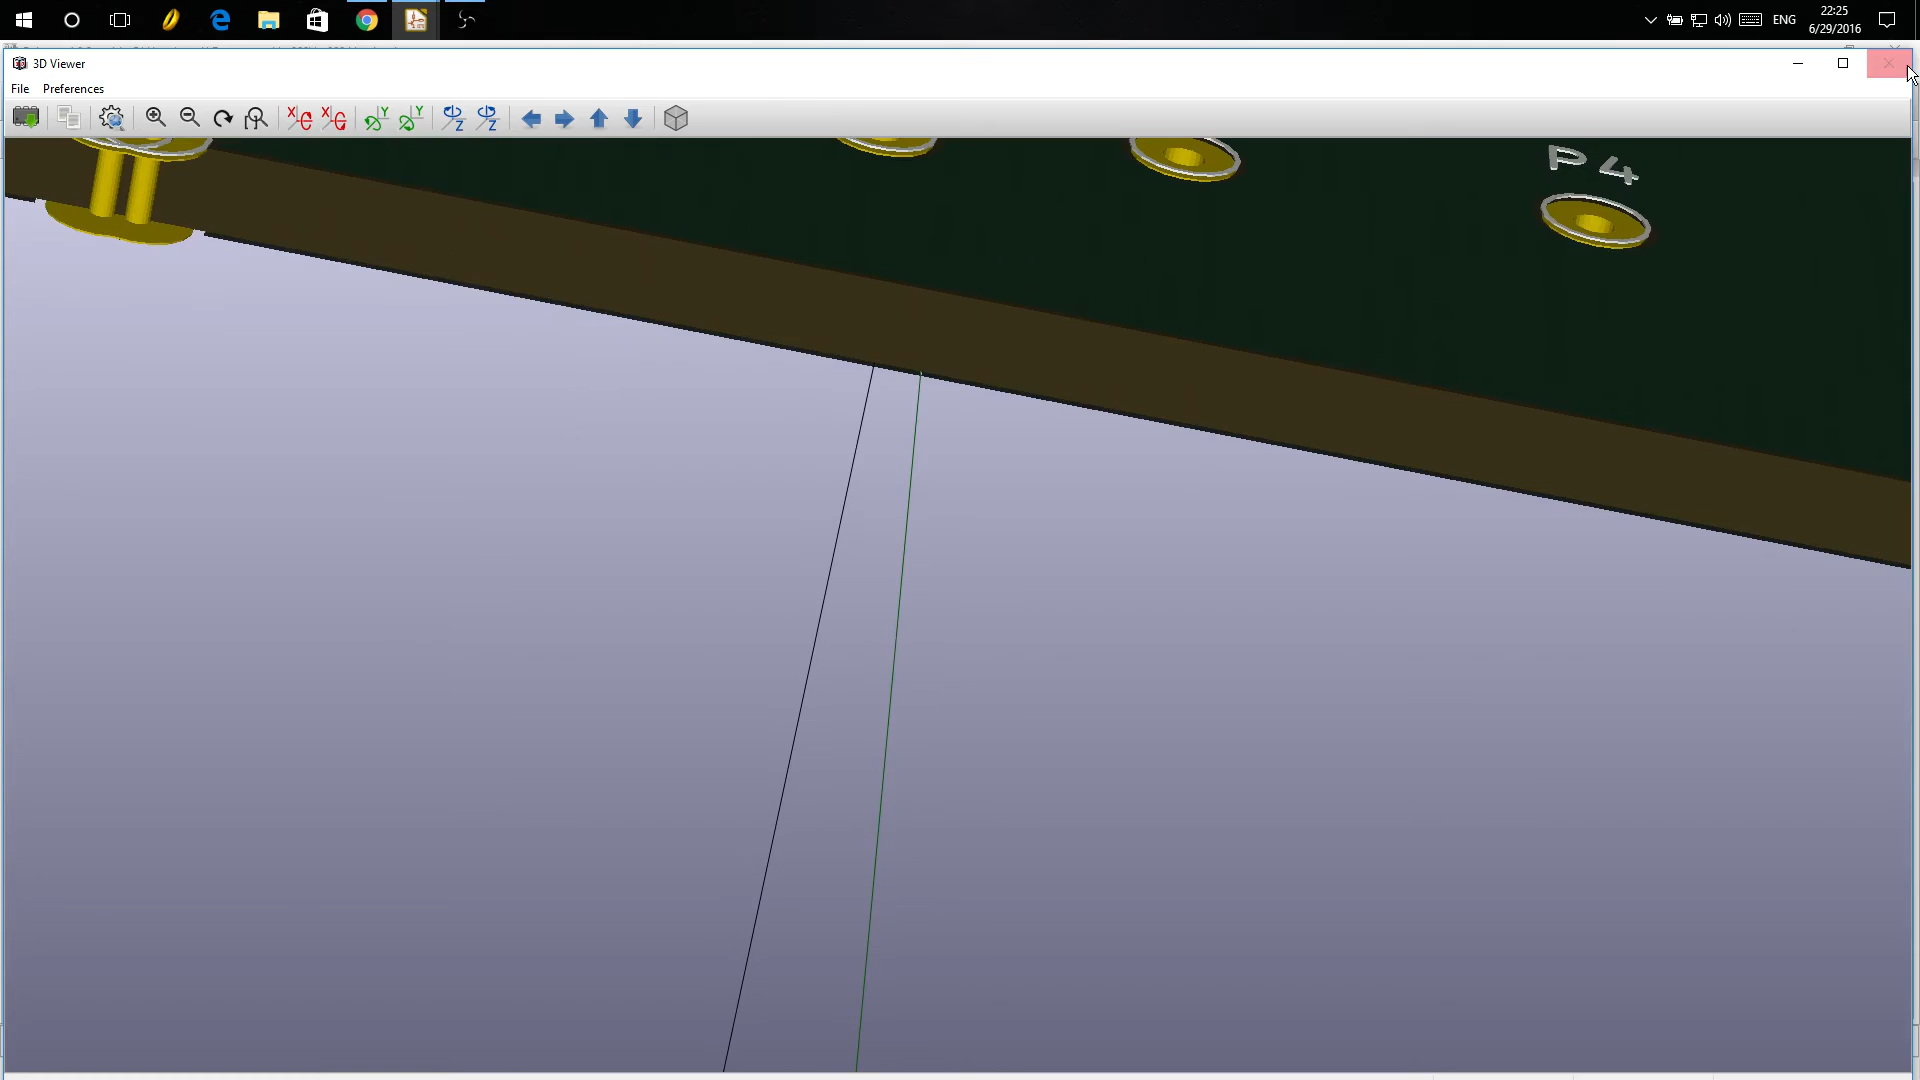 ENG
22:25
6/29/2016
3D Viewer
File Preferences
X X Y Y Z Z
P4